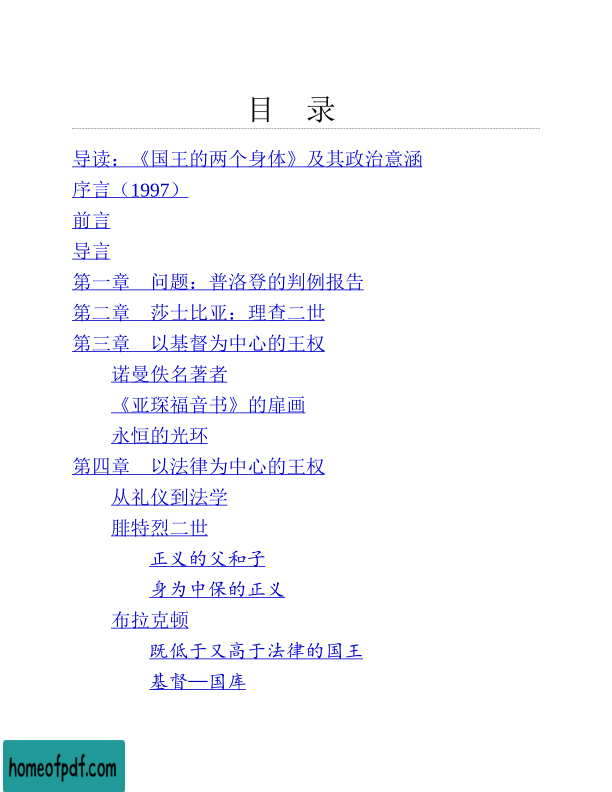 目 录
导读：《国王的两个身体》及其政治意涵
序言（1997）
前言
导言
第一章 问题：普洛登的判例报告
第二章 莎士比亚：理查二世
第三章 以基督为中心的王权
诺曼佚名著者
《亚琛福音书》的扉画
永恒的光环
第四章 以法律为中心的王权
从礼仪到法学
腓特烈二世
正义的父和子
身为中保的正义
布拉克顿
既低于又高于法律的国王
基督—国库
homeofpdf.com